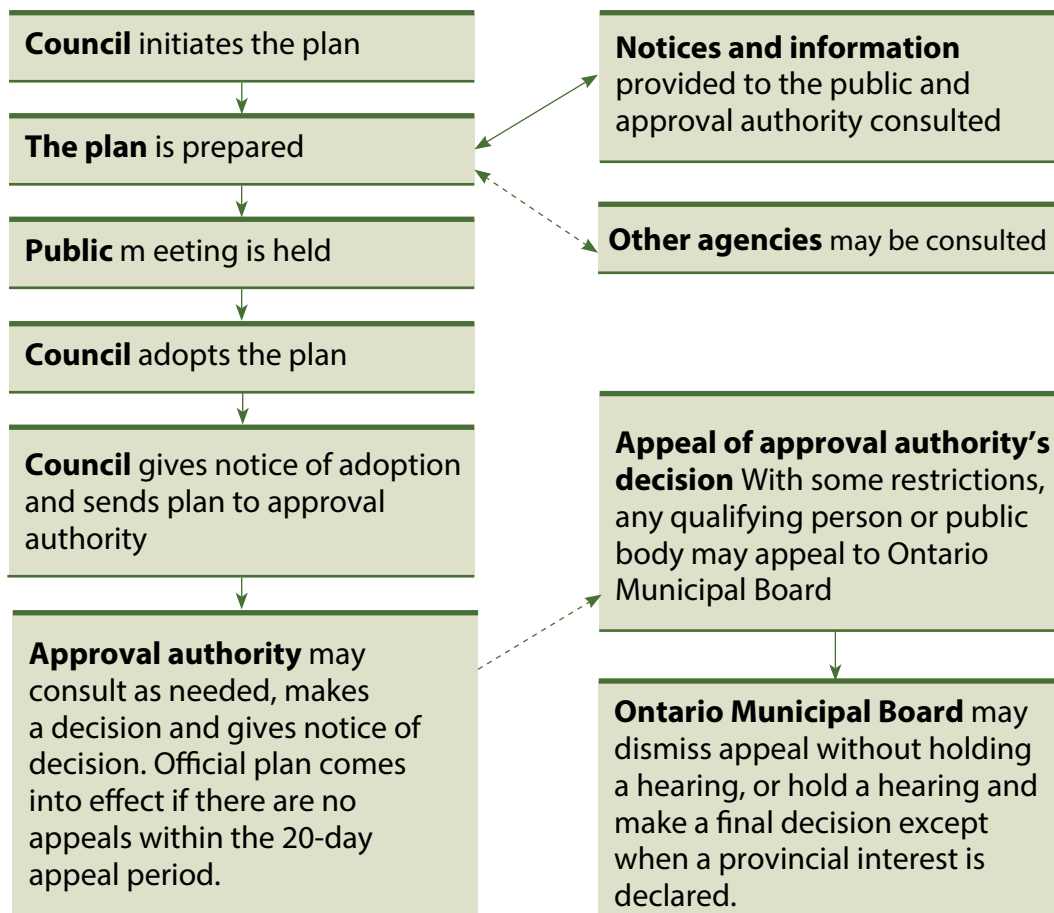 Council initiates the plan
The plan is prepared
Public m eeting is held
Council adopts the plan
Council gives notice of adoption
and sends plan to approval
authority
Approval authority may
consult as needed, makes
a decision and gives notice of
decision. Official plan comes
into effect if there are no
appeals within the 20-day
appeal period.
Notices and information
provided to the public and
approval authority consulted
Other agencies may be consulted
Appeal of approval authority's
decision With some restrictions,
any qualifying person or public
body may appeal to Ontario
Municipal Board
Ontario Municipal Board may
dismiss appeal without holding
a hearing, or hold a hearing and
make a final decision except
when a provincial interest is
declared.